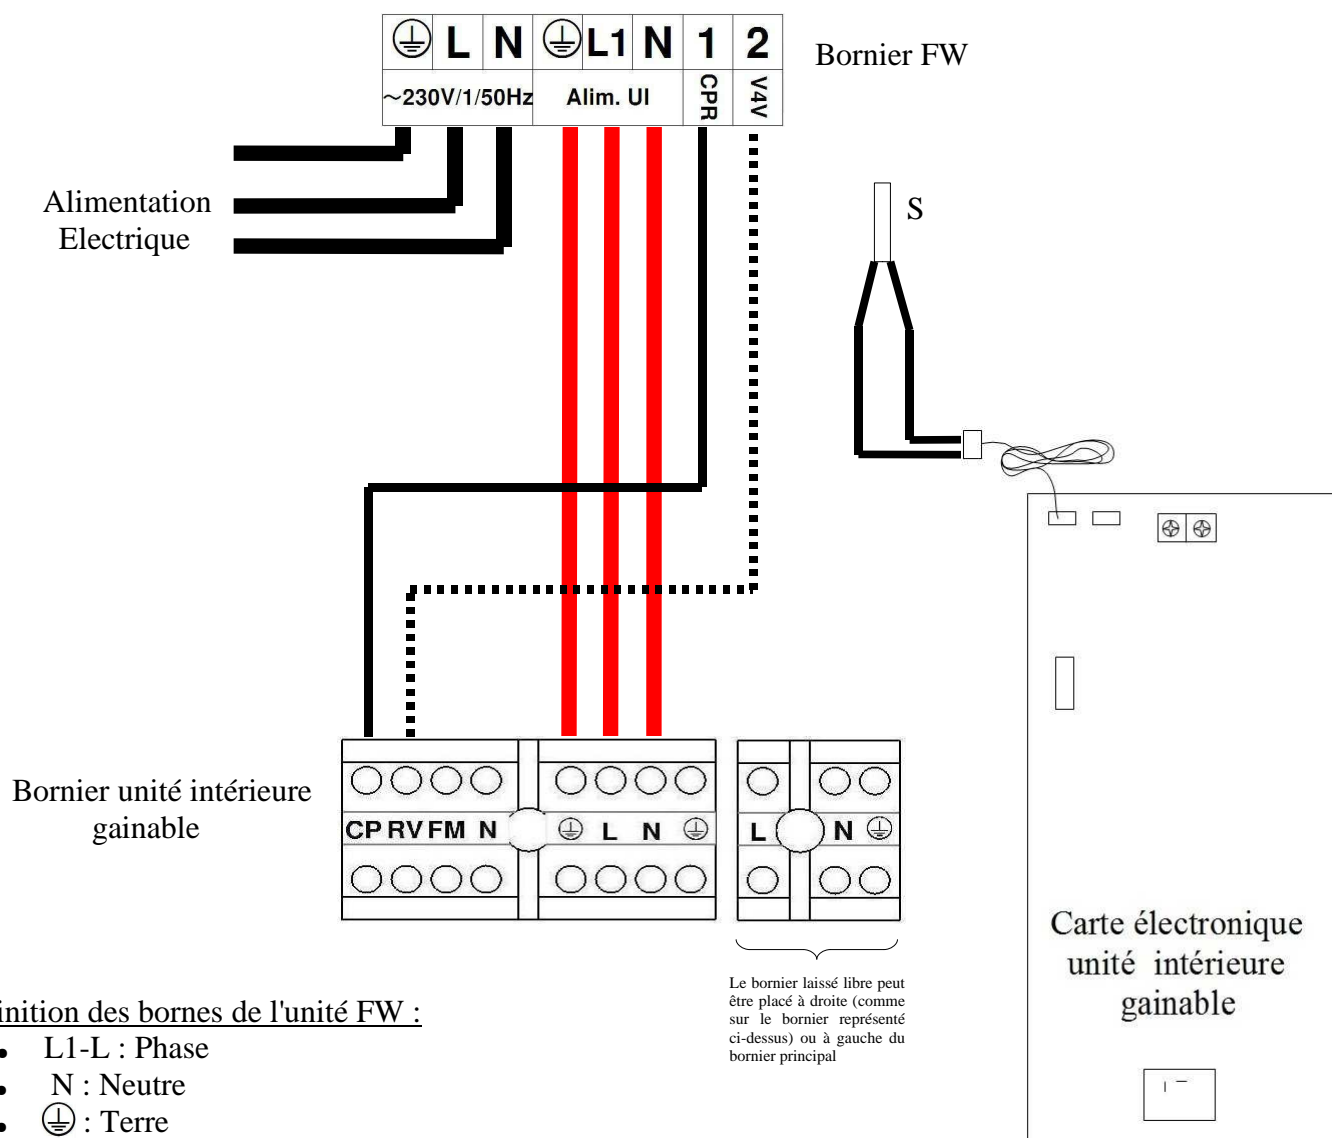 ⏚ L N ⏚ L1 N 1 2
~230V/1/50Hz Alim. UI CPR V4V
Bornier FW
Alimentation
Electrique
S
Bornier unité intérieure
gainable
CP RV FM N ⏚ L N ⏚ L N ⏚
Le bornier laissé libre peut
être placé à droite (comme
sur le bornier représenté
ci-dessus) ou à gauche du
bornier principal
Carte électronique
unité intérieure
gainable
inition des bornes de l'unité FW :
• L1-L : Phase
• N : Neutre
• ⏚ : Terre